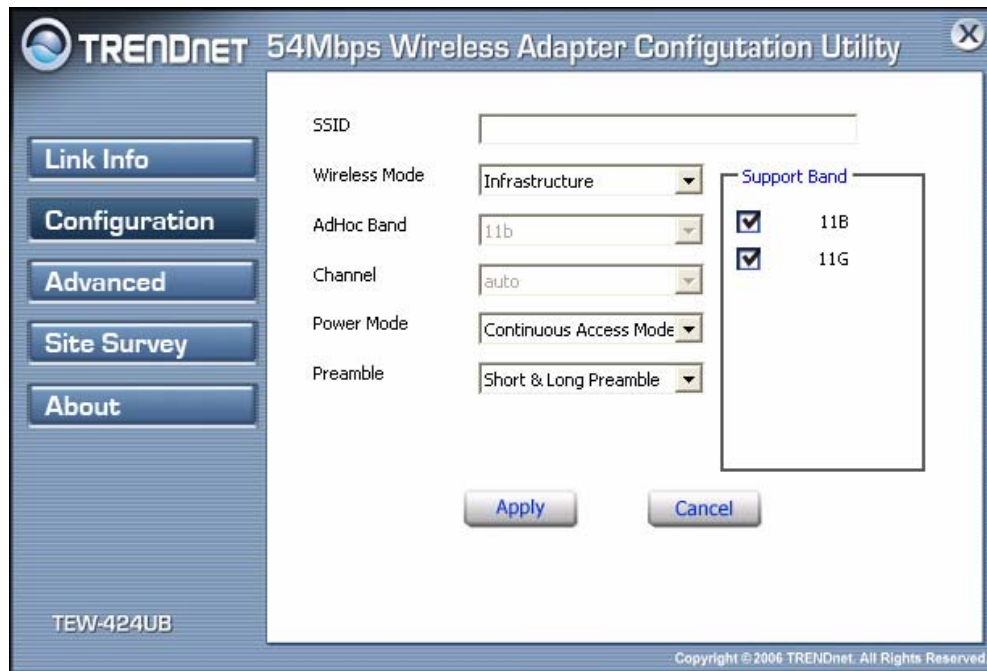 TRENDNET 54Mbps Wireless Adapter Configutation Utility
X
Link Info
Configuration
Advanced
Site Survey
About
TEW-424UB
SSID
Wireless Mode Infrastructure
AdHoc Band 11b
Channel auto
Power Mode Continuous Access Mode
Preamble Short & Long Preamble
Support Band
11B
11G
Apply Cancel
Copyright © 2006 TRENDnet. All Rights Reserved